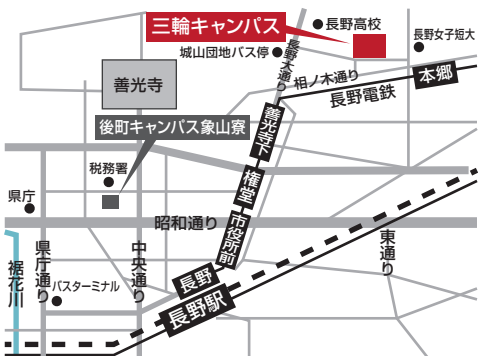 三輪キャンパス
長野高校
長野女子短大
城山団地バス停
長野大通り
相ノ木通り
本郷
長野電鉄
善光寺
善光寺下
後町キャンパス象山寮
税務署
権堂
県庁
昭和通り
市役所前
東通り
裾花川
県庁通り
中央通り
バスターミナル
長野
長野駅